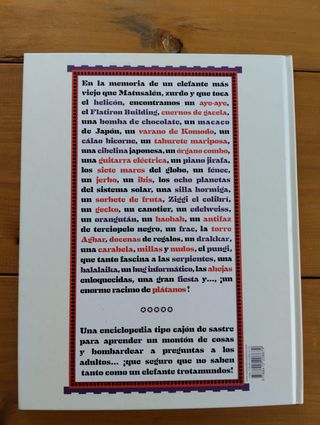 En la memoria de un elefante más
viejo que Matusalén, zurdo y que toca
el helicón, encontramos un aye-aye,
el Flatiron Building, cuernos de gacela,
una bomba de chocolate, un macaco
de Japón, un varano de Komodo, un
cálao bicorne, un taburete mariposa,
una cibelina japonesa, un órgano combo,
una guitarra eléctrica, un piano jirafa,
los siete mares del globo, un fénec,
un jerbo, un ibis, los ocho planetas
del sistema solar, una silla hormiga,
un sorbete de fruta, Ziggi el colibrí,
un gecko, un canotier, un edelweiss,
un orangután, un baobab, un antifaz
de terciopelo negro, un frac, la torre
Agbar, docenas de regalos, un drakkar,
una carabela, millas y nudos, el pungi,
que tanto fascina a las serpientes, una
balalaika, un bug informático, las abejas
enloquecidas, una gran fiesta y..., ¡un
enorme racimo de plátanos!
Una enciclopedia tipo cajón de sastre
para aprender un montón de cosas
y bombardear a preguntas a los
adultos... ¡que seguro que no saben
tanto como un elefante trotamundos!